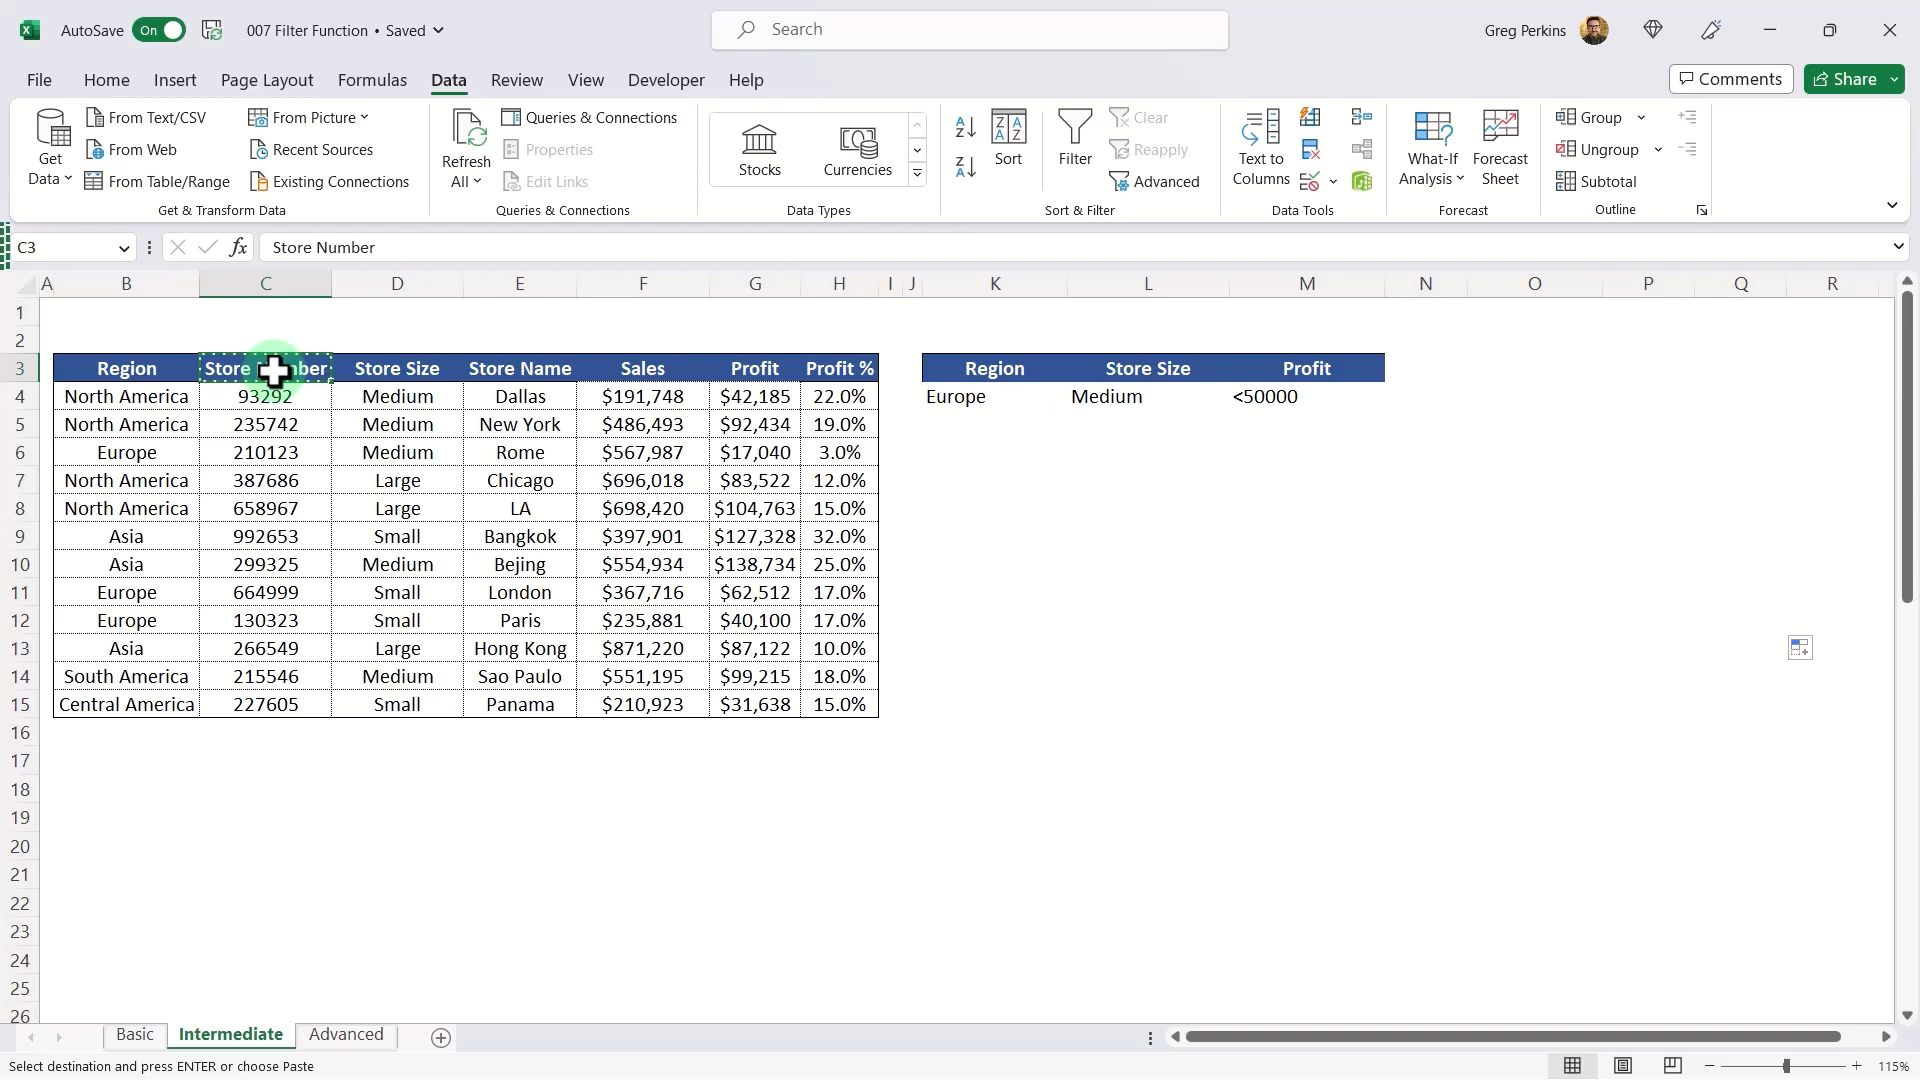 AutoSave On 007 Filter Function • Saved Search Greg Perkins
File Home Insert Page Layout Formulas Data Review View Developer Help Comments Share
Get Data From Text/CSV From Web From Table/Range From Picture Recent Sources Existing Connections
Refresh All Queries & Connections Properties Edit Links
Stocks Currencies
Sort Filter Clear Reapply Advanced
Text to Columns What-If Analysis Forecast Sheet Group Ungroup Subtotal
Get & Transform Data Queries & Connections Data Types Sort & Filter Data Tools Forecast Outline
C3 fx Store Number
A B C D E F G H I J K L M N O P Q R
1
2
3 Region Store Number Store Size Store Name Sales Profit Profit % Region Store Size Profit
4 North America 93292 Medium Dallas $191,748 $42,185 22.0% Europe Medium <50000
5 North America 235742 Medium New York $486,493 $92,434 19.0%
6 Europe 210123 Medium Rome $567,987 $17,040 3.0%
7 North America 387686 Large Chicago $696,018 $83,522 12.0%
8 North America 658967 Large LA $698,420 $104,763 15.0%
9 Asia 992653 Small Bangkok $397,901 $127,328 32.0%
10 Asia 299325 Medium Bejing $554,934 $138,734 25.0%
11 Europe 664999 Small London $367,716 $62,512 17.0%
12 Europe 130323 Small Paris $235,881 $40,100 17.0%
13 Asia 266549 Large Hong Kong $871,220 $87,122 10.0%
14 South America 215546 Medium Sao Paulo $551,195 $99,215 18.0%
15 Central America 227605 Small Panama $210,923 $31,638 15.0%
16
17
18
19
20
21
22
23
24
25
26
Basic Intermediate Advanced
Select destination and press ENTER or choose Paste 115%